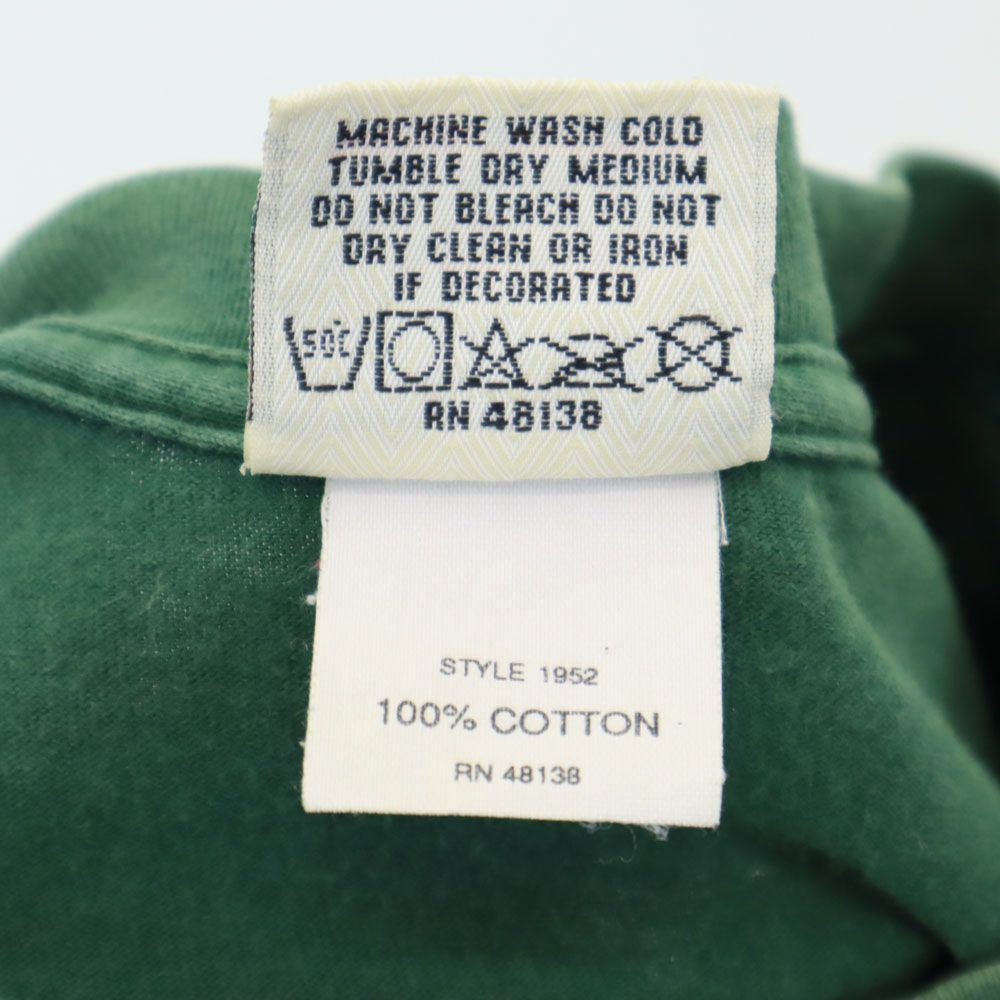 MACHINE WASH COLD
TUMBLE DRY MEDIUM
DO NOT BLEACH DO NOT
DRY CLEAN OR IRON
IF DECORATED
50°C
RN 48138
STYLE 1952
100% COTTON
RN 48138